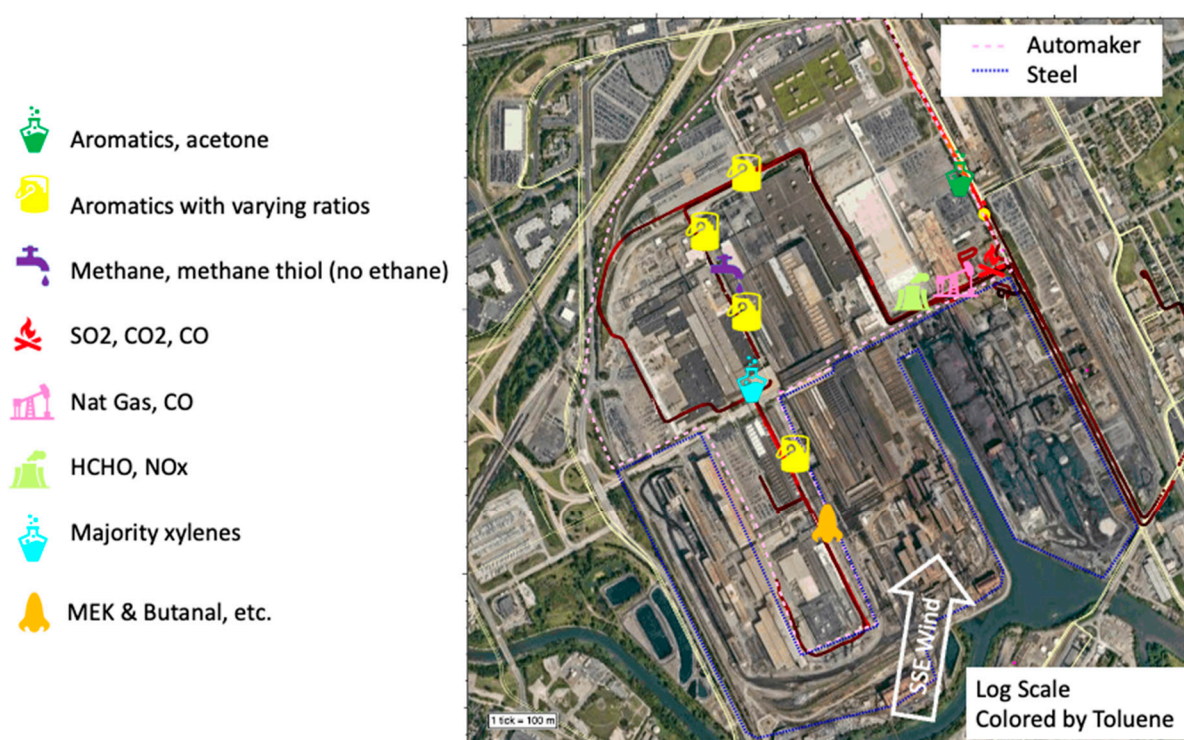 Aromatics, acetone
Aromatics with varying ratios
Methane, methane thiol (no ethane)
SO2, CO2, CO
Nat Gas, CO
HCHO, NOx
Majority xylenes
MEK & Butanal, etc.
Automaker
Steel
SSE Wind
1 tick = 100 m
Log Scale
Colored by Toluene